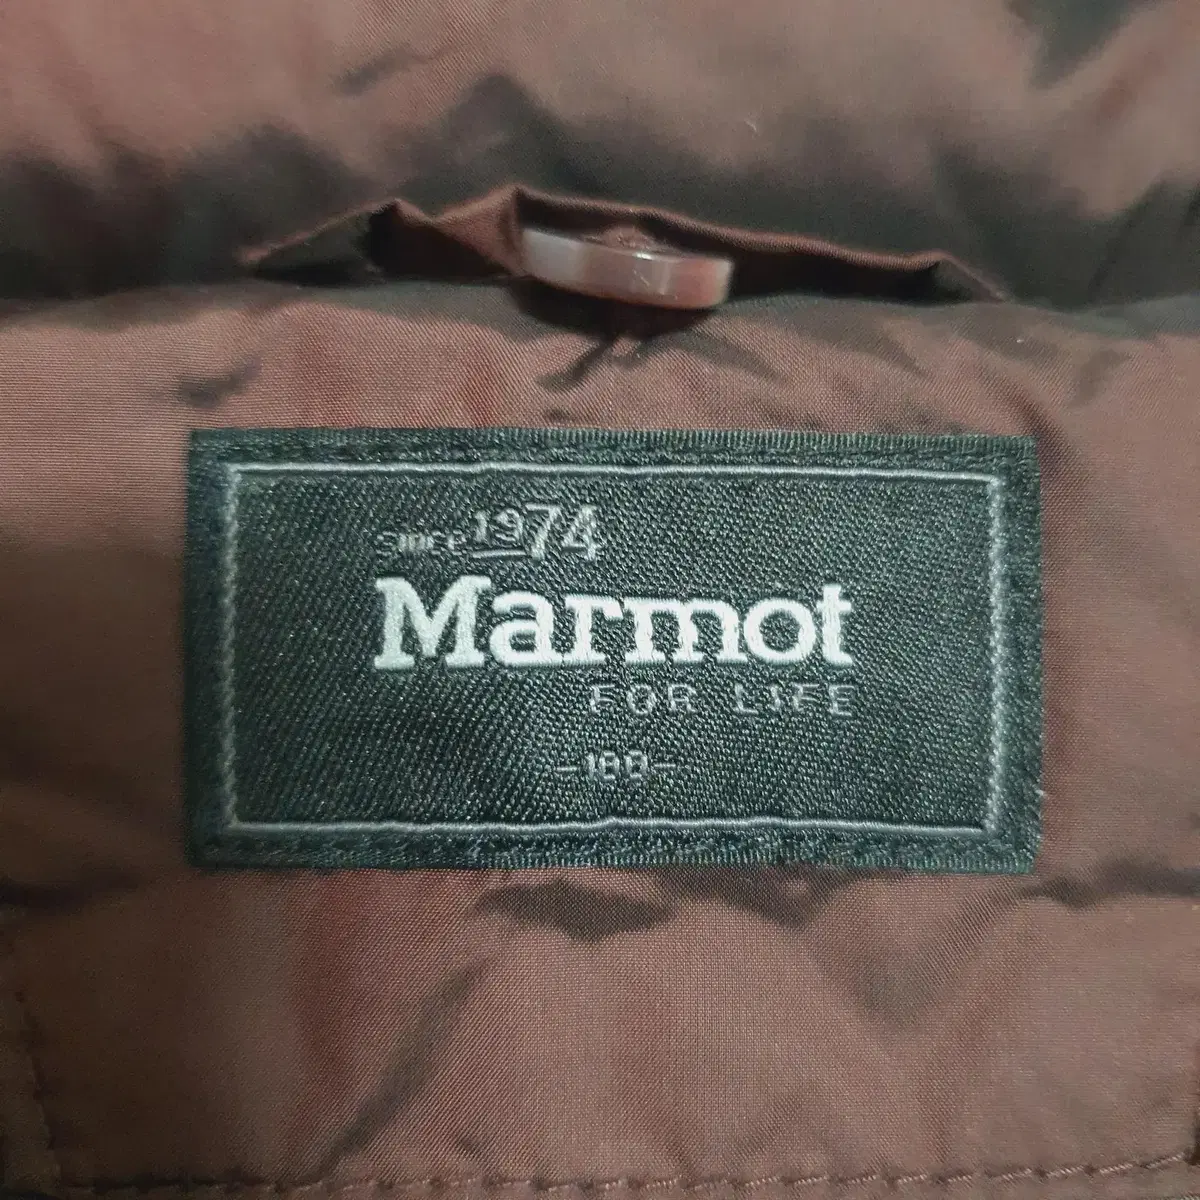 since 1974
Marmot
FOR LIFE
-100-